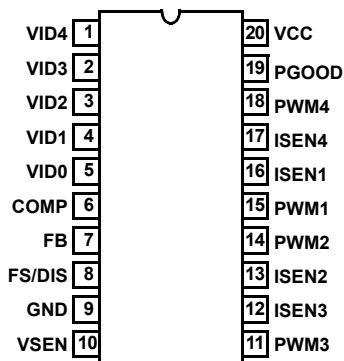 VID4 1 20 VCC
VID3 2 19 PGOOD
VID2 3 18 PWM4
VID1 4 17 ISEN4
VID0 5 16 ISEN1
COMP 6 15 PWM1
FB 7 14 PWM2
FS/DIS 8 13 ISEN2
GND 9 12 ISEN3
VSEN 10 11 PWM3